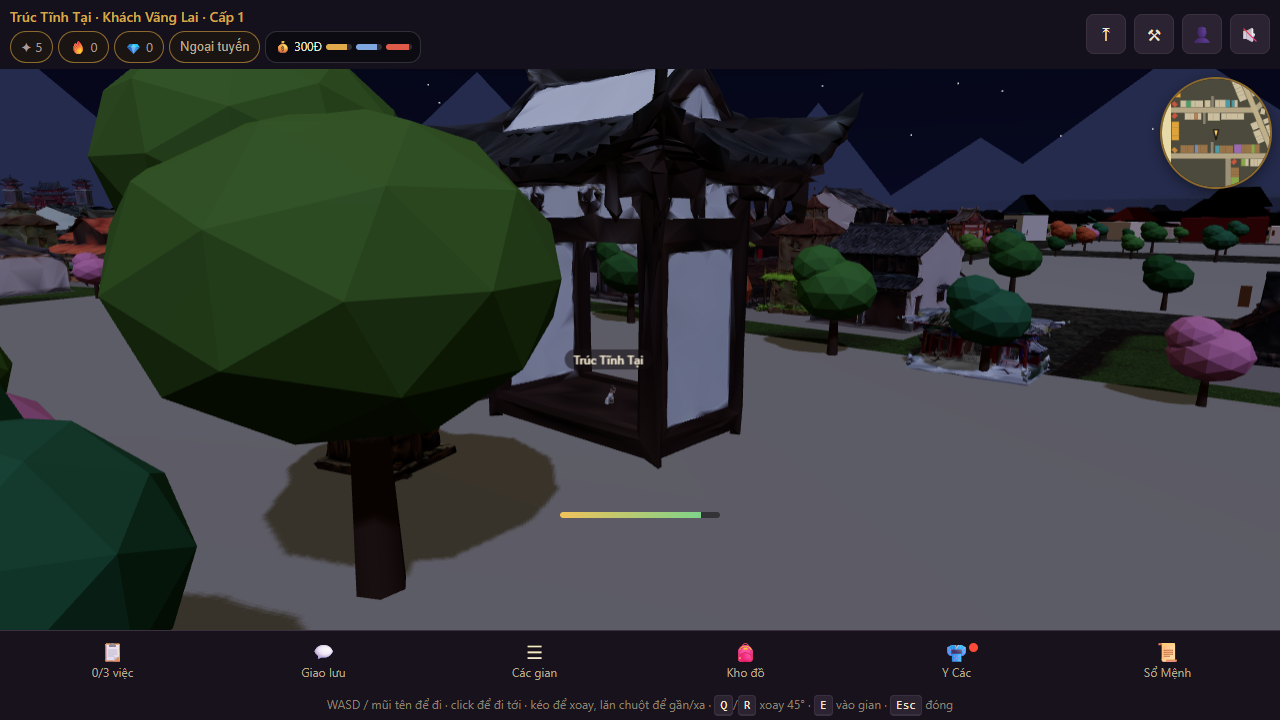 Trúc Tĩnh Tại · Khách Vãng Lai · Cấp 1
5
0
0
Ngoại tuyến
300Đ
Trúc Tĩnh Tại
0/3 việc
Giao lưu
Các gian
Kho đồ
Y Các
Sổ Mệnh
WASD / mũi tên để đi · click để đi tới · kéo để xoay, lăn chuột để gần/xa · Q / R xoay 45° · E vào gian · Esc đóng